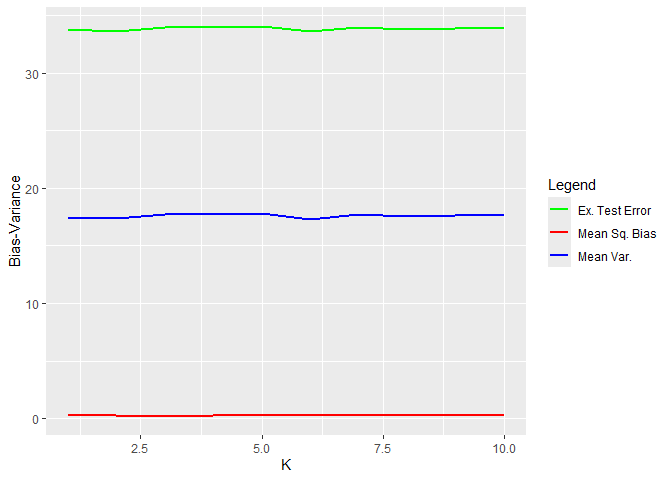 30
20
10
0
Bias-Variance
2.5 5.0 7.5 10.0
K
Legend
Ex. Test Error
Mean Sq. Bias
Mean Var.